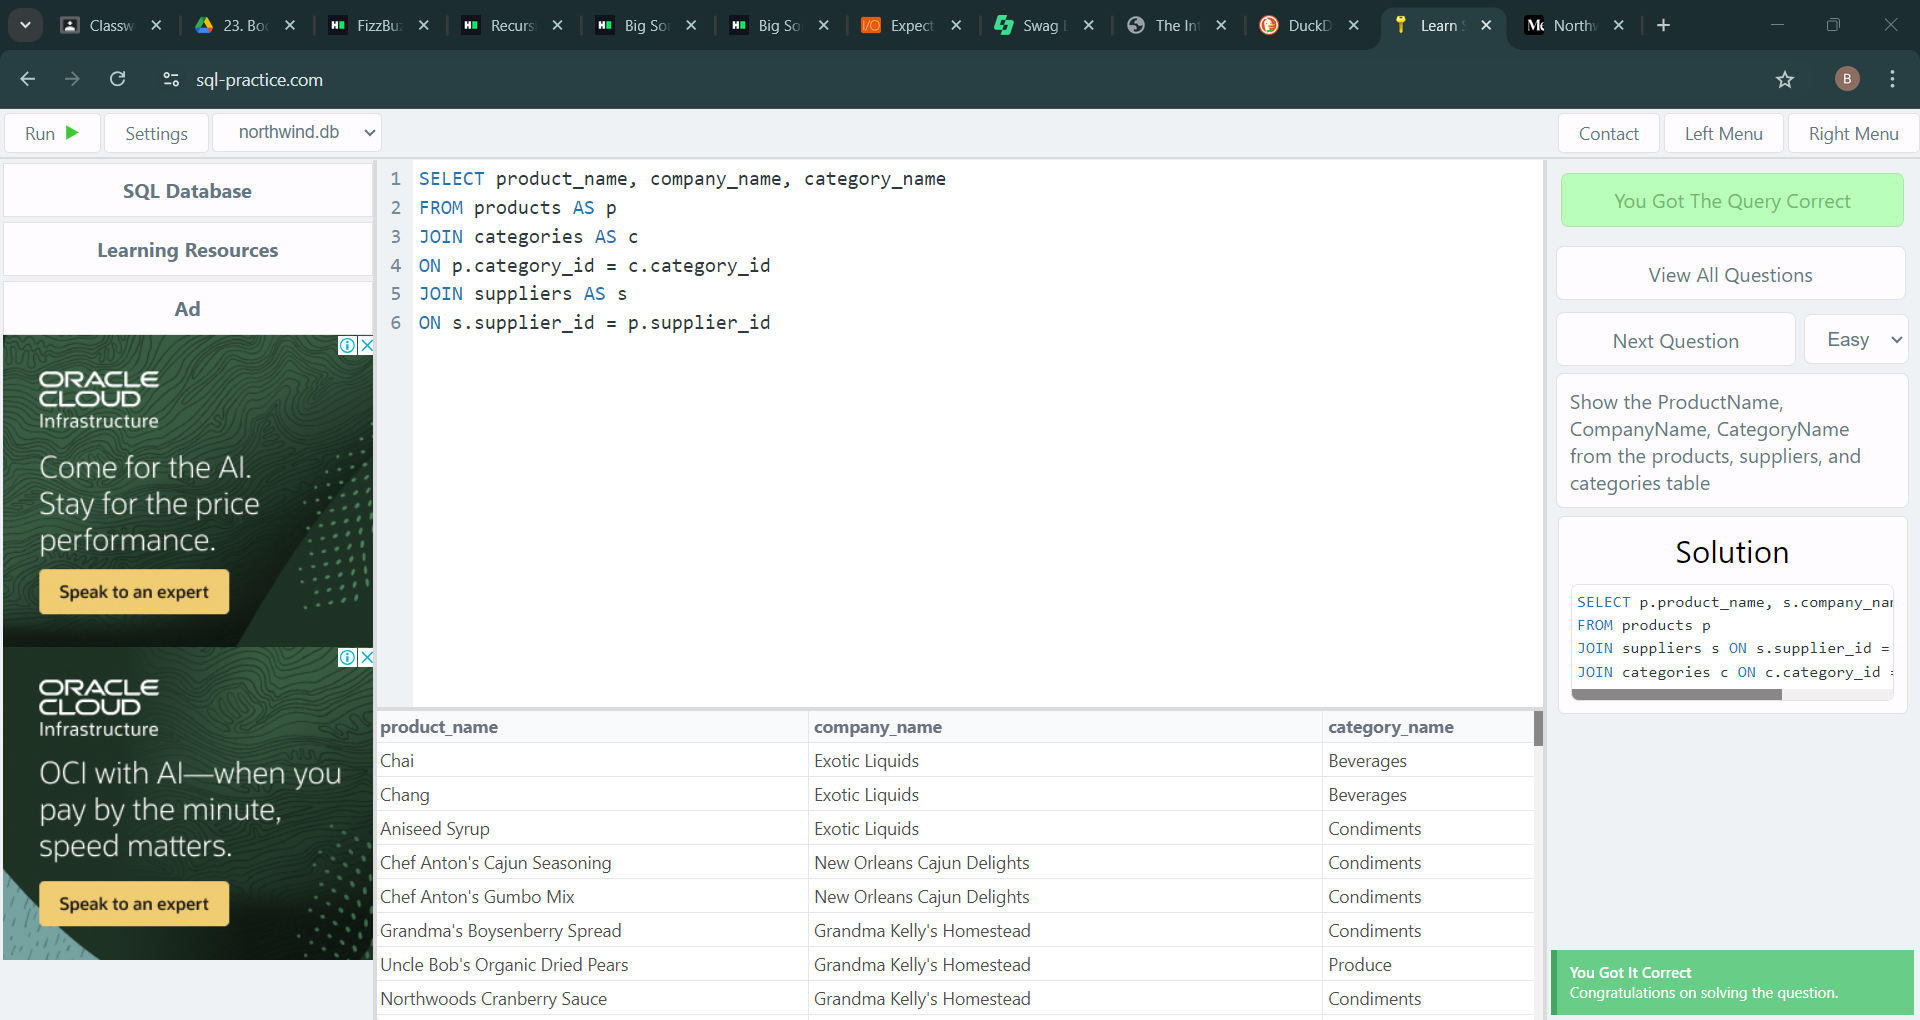 Classw
23. Boo
FizzBu
Recurs
Big So
Big So
Expect
Swag
The In
DuckD
Learn
North
sql-practice.com
B
Run
Settings
northwind.db
Contact
Left Menu
Right Menu
SQL Database
Learning Resources
Ad
ORACLE
CLOUD
Infrastructure
Come for the AI.
Stay for the price
performance.
Speak to an expert
ORACLE
CLOUD
Infrastructure
OCI with AI—when you
pay by the minute,
speed matters.
Speak to an expert
1 SELECT product_name, company_name, category_name
2 FROM products AS p
3 JOIN categories AS c
4 ON p.category_id = c.category_id
5 JOIN suppliers AS s
6 ON s.supplier_id = p.supplier_id
product_name company_name category_name
Chai Exotic Liquids Beverages
Chang Exotic Liquids Beverages
Aniseed Syrup Exotic Liquids Condiments
Chef Anton's Cajun Seasoning New Orleans Cajun Delights Condiments
Chef Anton's Gumbo Mix New Orleans Cajun Delights Condiments
Grandma's Boysenberry Spread Grandma Kelly's Homestead Condiments
Uncle Bob's Organic Dried Pears Grandma Kelly's Homestead Produce
Northwoods Cranberry Sauce Grandma Kelly's Homestead Condiments
You Got The Query Correct
View All Questions
Next Question
Easy
Show the ProductName,
CompanyName, CategoryName
from the products, suppliers, and
categories table
Solution
SELECT p.product_name, s.company_nam
FROM products p
JOIN suppliers s ON s.supplier_id =
JOIN categories c ON c.category_id =
You Got It Correct
Congratulations on solving the question.